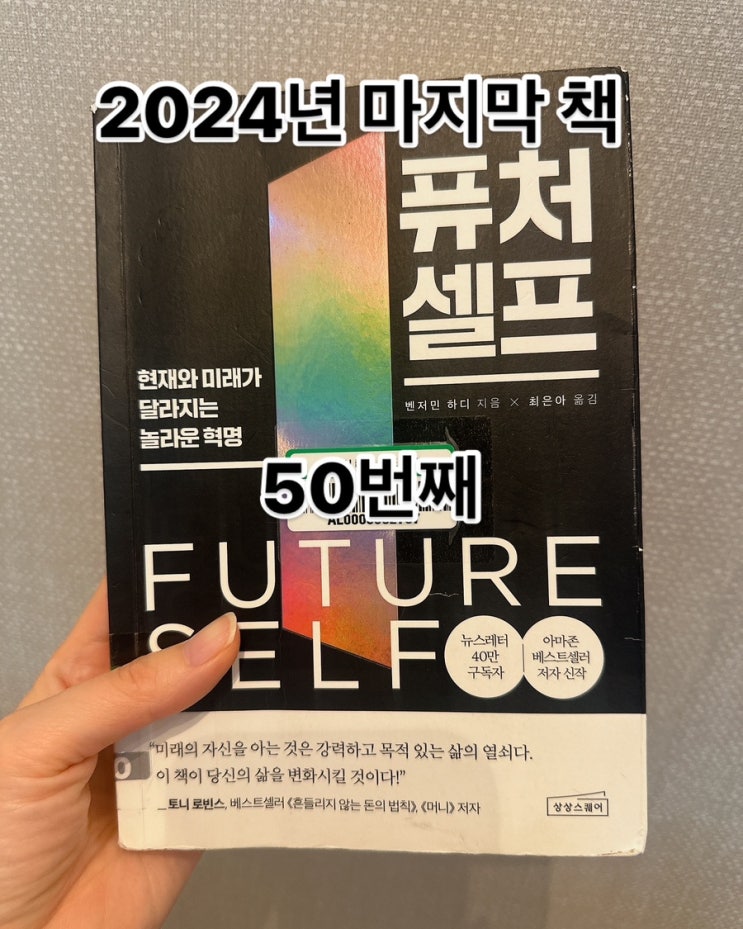 2024년 마지막 책
퓨처
셀프
벤저민 하디 지음 × 최은아 옮김
현재와 미래가
달라지는
놀라운 혁명
50번째
FUTURE
SELF
뉴스레터
40만
구독자
아마존
베스트셀러
저자 신작
“미래의 자신을 아는 것은 강력하고 목적 있는 삶의 열쇠다.
이 책이 당신의 삶을 변화시킬 것이다!”
_토니 로빈스, 베스트셀러 《흔들리지 않는 돈의 법칙》, 《머니》 저자
상상스퀘어